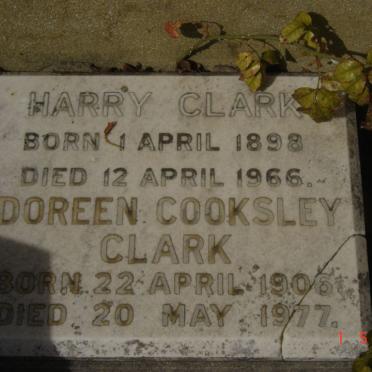 HARRY CLARK
BORN 1 APRIL 1898
DIED 12 APRIL 1966.
DOREEN COOKSLEY
CLARK
BORN 22 APRIL 1906
DIED 20 MAY 1977.